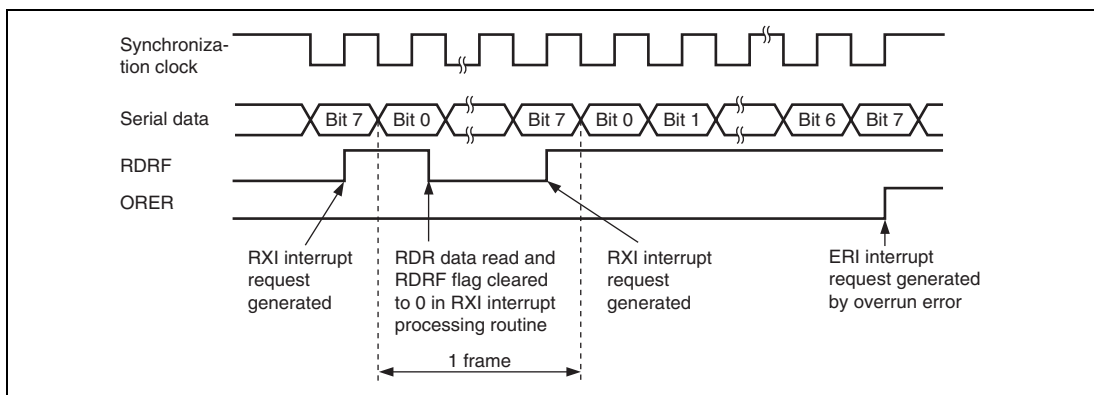 Synchroniza-
tion clock
Serial data
Bit 7
Bit 0
Bit 7
Bit 0
Bit 1
Bit 6
Bit 7
RDRF
ORER
RXI interrupt
request
generated
RDR data read and
RDRF flag cleared
to 0 in RXI interrupt
processing routine
RXI interrupt
request
generated
ERI interrupt
request generated
by overrun error
1 frame